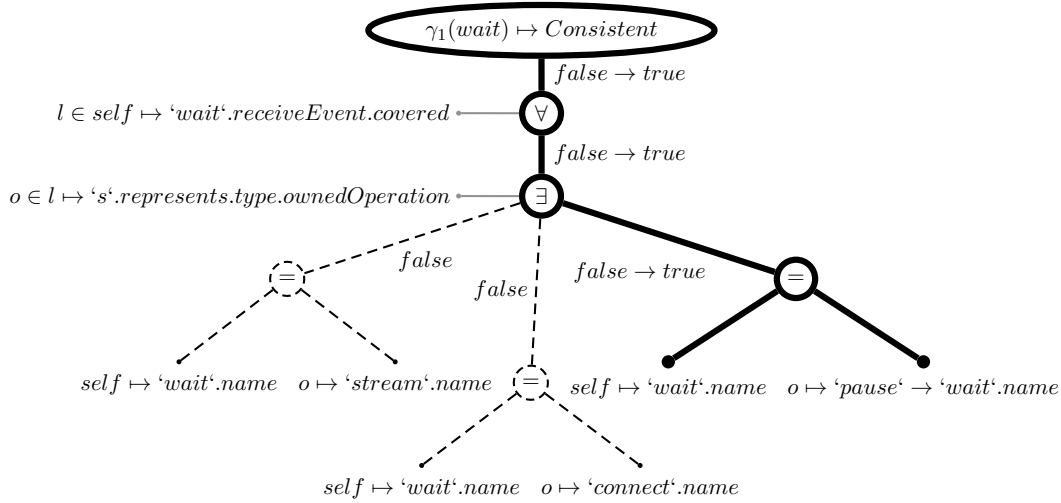 γ₁(wait) ↦ Consistent
false → true
l ∈ self ↦ ‘wait‘.receiveEvent.covered
∀
false → true
o ∈ l ↦ ‘s‘.represents.type.ownedOperation
∃
false
false
false → true
=
=
self ↦ ‘wait‘.name
o ↦ ‘stream‘.name
=
self ↦ ‘wait‘.name
o ↦ ‘pause‘ → ‘wait‘.name
self ↦ ‘wait‘.name
o ↦ ‘connect‘.name